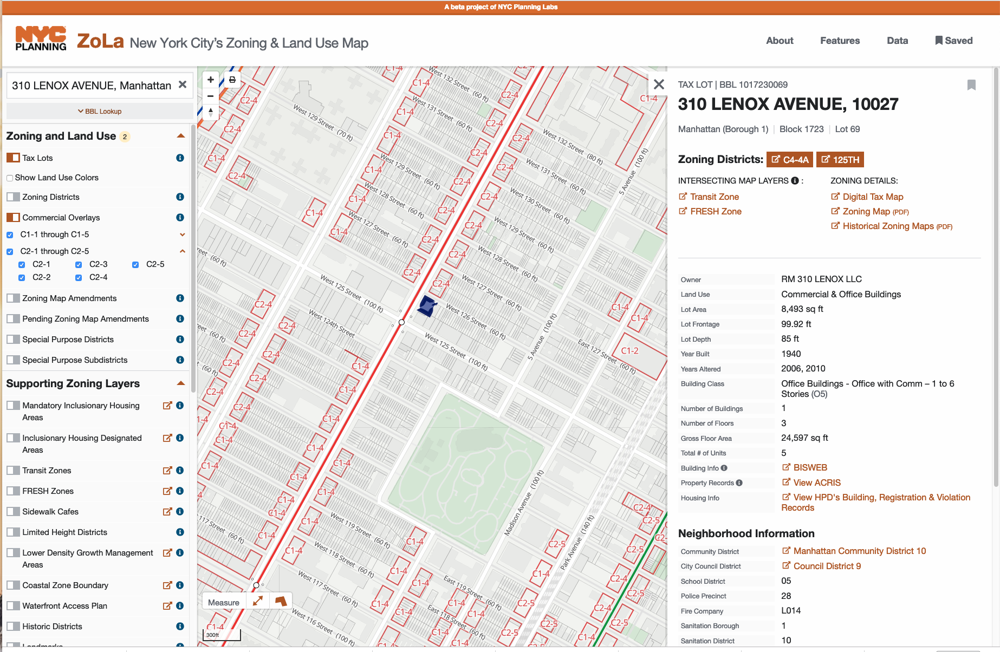 A beta project of NYC Planning Labs
NYC
PLANNING
ZoLa New York City's Zoning & Land Use Map
About Features Data Saved
310 LENOX AVENUE, Manhattan
BBL Lookup
Zoning and Land Use 2
Tax Lots
Show Land Use Colors
Zoning Districts
Commercial Overlays
C1-1 through C1-5
C2-1 through C2-5
C2-1 C2-3 C2-5
C2-2 C2-4
Zoning Map Amendments
Pending Zoning Map Amendments
Special Purpose Districts
Special Purpose Subdistricts
Supporting Zoning Layers
Mandatory Inclusionary Housing
Areas
Inclusionary Housing Designated
Areas
Transit Zones
FRESH Zones
Sidewalk Cafes
Limited Height Districts
Lower Density Growth Management
Areas
Coastal Zone Boundary
Waterfront Access Plan
Historic Districts
Landmarks
West 132 Street (60 ft)
West 131 Street (60 ft)
West 129 Street (70 ft)
West 132 Street (80 ft)
West 131 Street (60 ft)
5 Avenue (100 ft)
West 129 Street (60 ft)
West 128 Street (60 ft)
West 130 Street (60 ft)
West 127 Street (60 ft)
West 129 Street (60 ft)
West 128 Street (60 ft)
West 125 Street (100 ft)
West 127 Street (60 ft)
West 124th Street
West 126 Street (60 ft)
5 Avenue (100 ft)
West 125 Street (100 ft)
East 127 Street (60 ft)
Madison Avenue (100 ft)
Park Avenue (140 ft)
117 Street (60 ft)
West 119 Street (60 ft)
West 118 Street (60 ft)
West 117 Street (60 ft)
West 116 Street (100 ft)
East 119 Street (60 ft)
East 118 Street (60 ft)
C1-4
C2-4
C1-2
C2-5
Measure
300ft
TAX LOT | BBL 1017230069
310 LENOX AVENUE, 10027
Manhattan (Borough 1) | Block 1723 | Lot 69
Zoning Districts: C4-4A 125TH
INTERSECTING MAP LAYERS :
Transit Zone
FRESH Zone
ZONING DETAILS:
Digital Tax Map
Zoning Map (PDF)
Historical Zoning Maps (PDF)
Owner RM 310 LENOX LLC
Land Use Commercial & Office Buildings
Lot Area 8,493 sq ft
Lot Frontage 99.92 ft
Lot Depth 85 ft
Year Built 1940
Years Altered 2006, 2010
Building Class Office Buildings - Office with Comm – 1 to 6
Stories (O5)
Number of Buildings 1
Number of Floors 3
Gross Floor Area 24,597 sq ft
Total # of Units 5
Building Info BISWEB
Property Records View ACRIS
Housing Info View HPD's Building, Registration & Violation
Records
Neighborhood Information
Community District Manhattan Community District 10
City Council District Council District 9
School District 05
Police Precinct 28
Fire Company L014
Sanitation Borough 1
Sanitation District 10